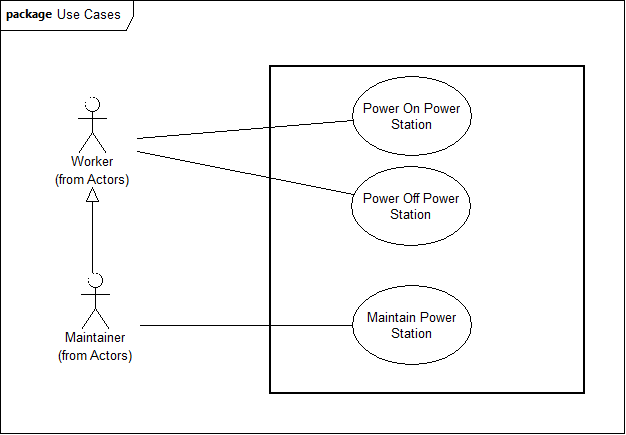 package Use Cases
Power On Power
Station
Worker
(from Actors)
Power Off Power
Station
Maintain Power
Station
Maintainer
(from Actors)